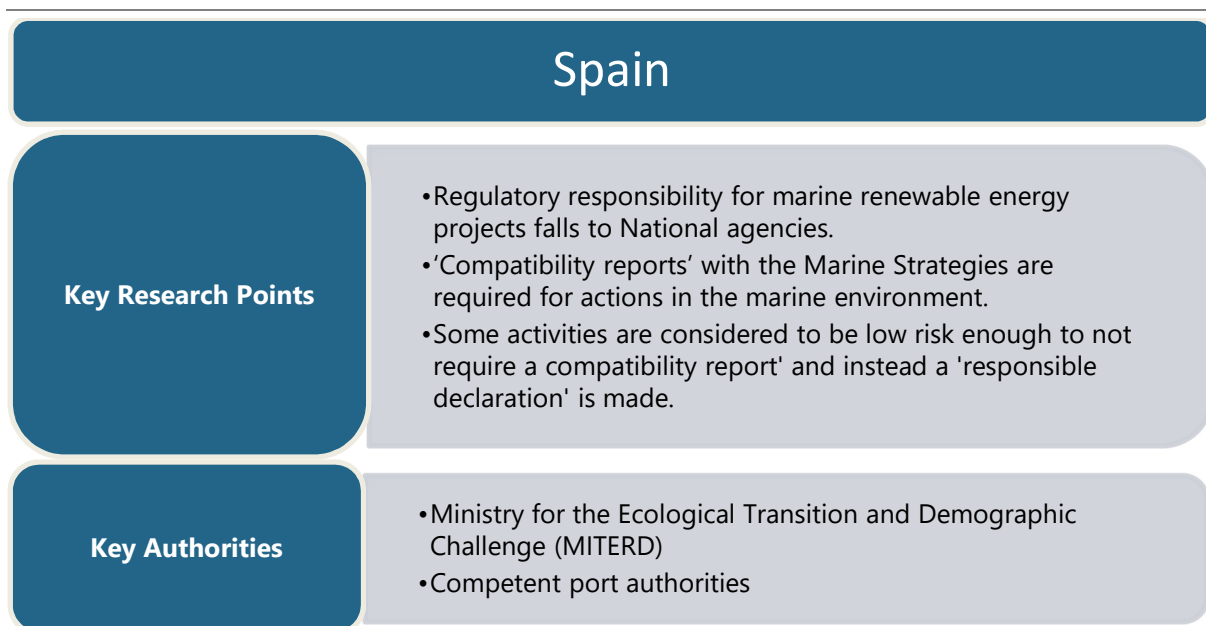 Spain
Key Research Points
•Regulatory responsibility for marine renewable energy
projects falls to National agencies.
•‘Compatibility reports’ with the Marine Strategies are
required for actions in the marine environment.
•Some activities are considered to be low risk enough to not
require a compatibility report' and instead a 'responsible
declaration' is made.
Key Authorities
•Ministry for the Ecological Transition and Demographic
Challenge (MITERD)
•Competent port authorities